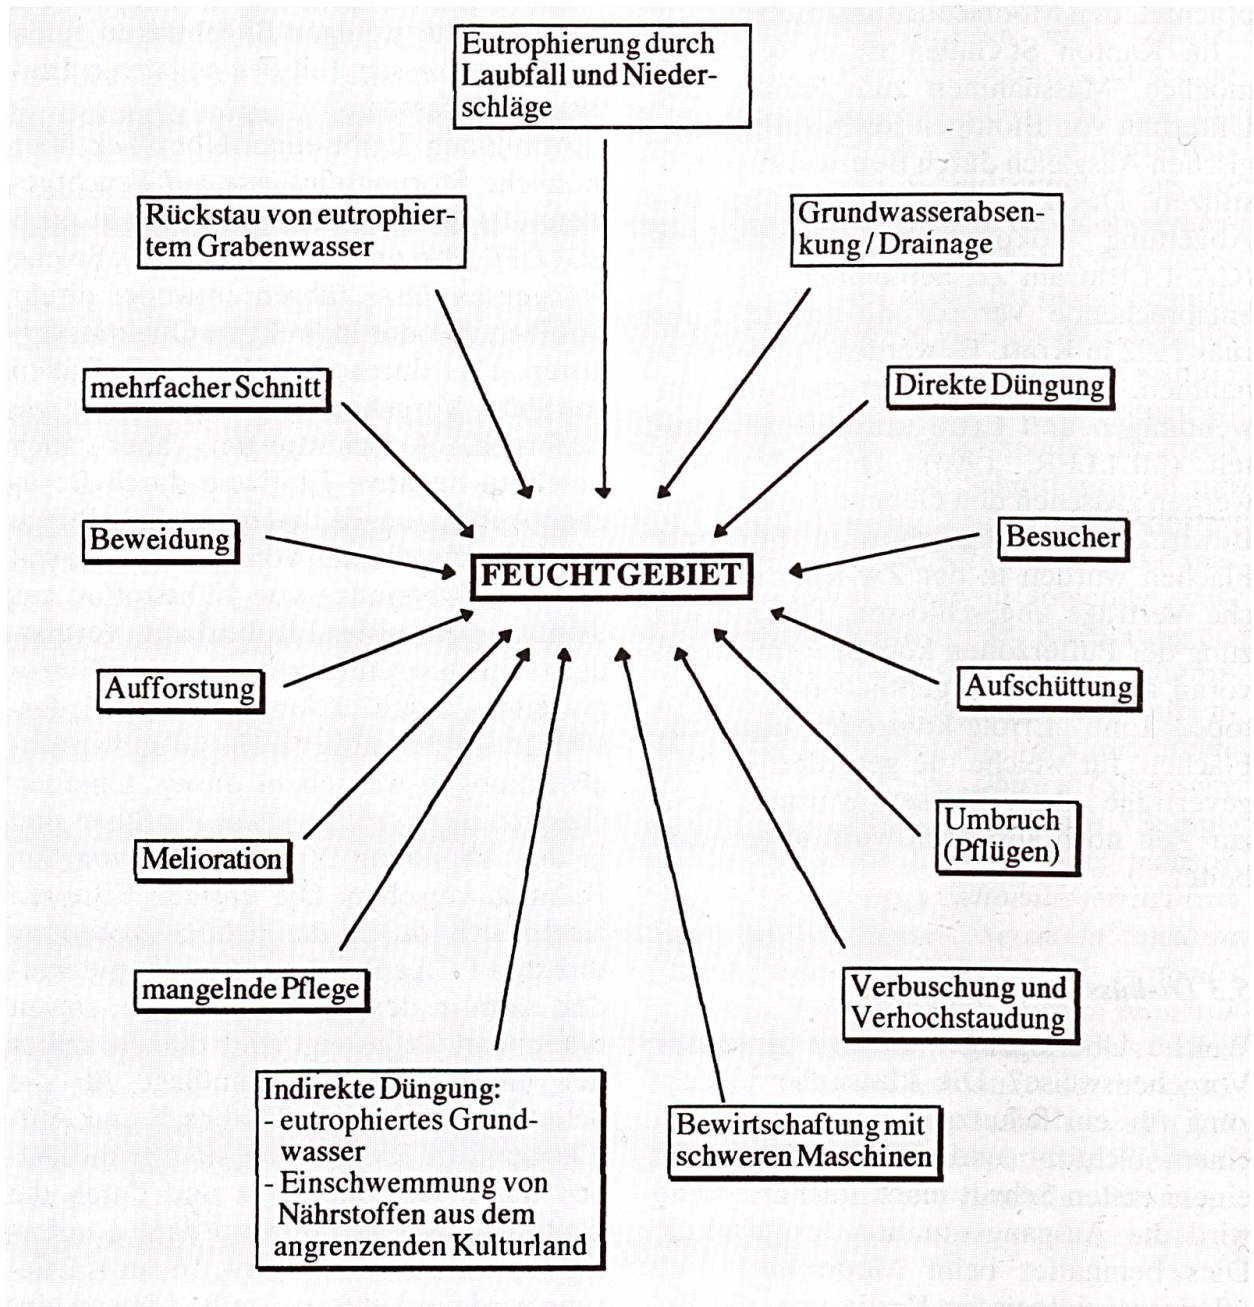 Eutrophierung durch
Laubfall und Nieder-
schläge
Rückstau von eutrophier-
tem Grabenwasser
Grundwasserabsen-
kung / Drainage
mehrfacher Schnitt
Direkte Düngung
Beweidung
Besucher
FEUCHTGEBIET
Aufforstung
Aufschüttung
Melioration
Umbruch
(Pflügen)
mangelnde Pflege
Verbuschung und
Verhochstaudung
Indirekte Düngung:
- eutrophiertes Grund-
wasser
- Einschwemmung von
Nährstoffen aus dem
angrenzenden Kulturland
Bewirtschaftung mit
schweren Maschinen